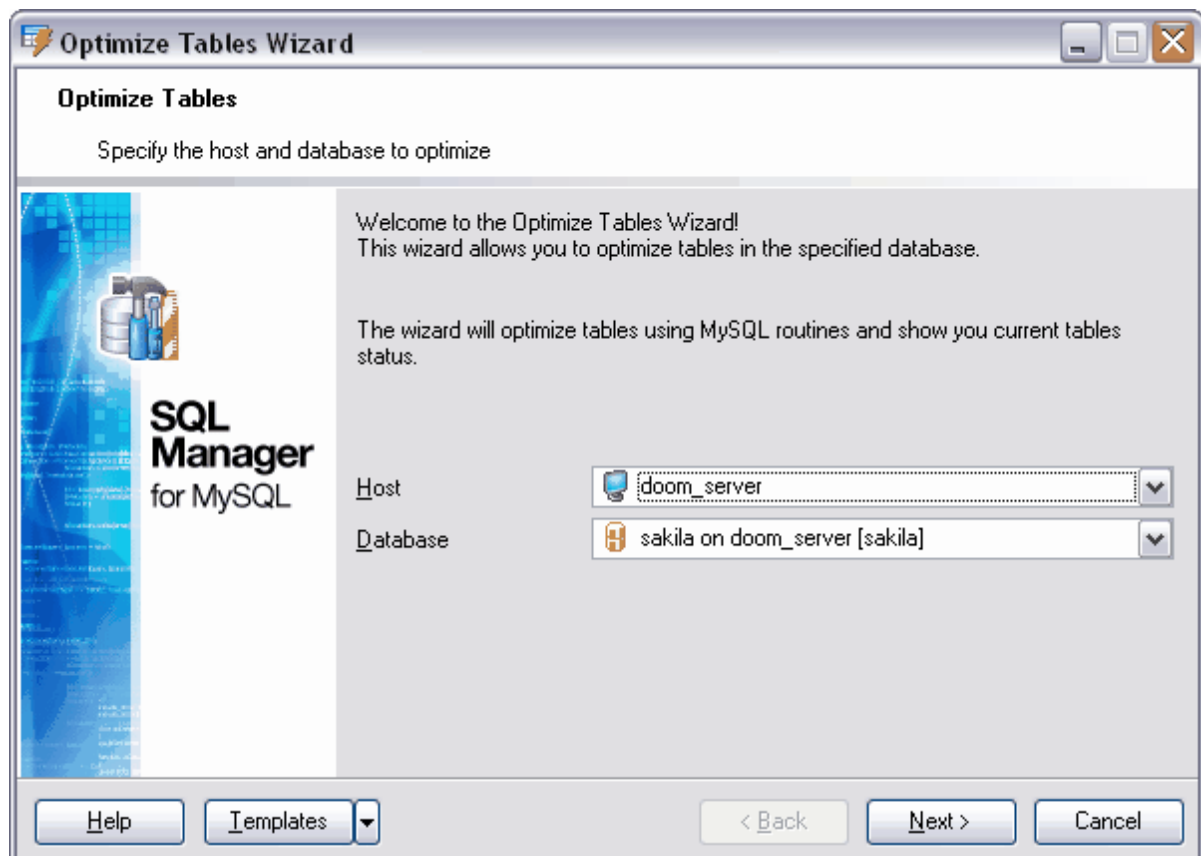 Optimize Tables Wizard
Optimize Tables
Specify the host and database to optimize
Welcome to the Optimize Tables Wizard!
This wizard allows you to optimize tables in the specified database.
The wizard will optimize tables using MySQL routines and show you current tables
status.
SQL
Manager
for MySQL
Host
doom_server
Database
sakila on doom_server [sakila]
Help
Templates
< Back
Next >
Cancel